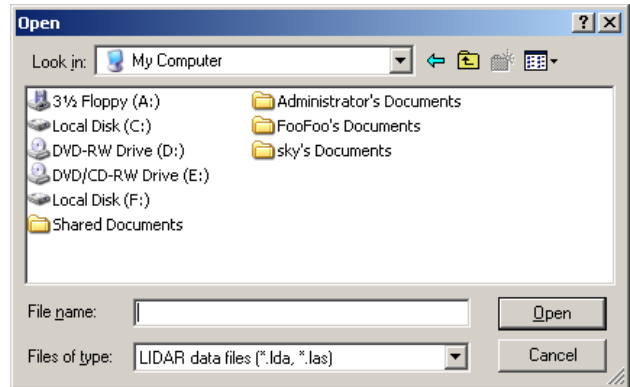 Open
Look in: My Computer
3½ Floppy (A:)
Local Disk (C:)
DVD-RW Drive (D:)
DVD/CD-RW Drive (E:)
Local Disk (F:)
Shared Documents
Administrator's Documents
FooFoo's Documents
sky's Documents
File name:
Open
Files of type: LIDAR data files (*.lda, *.las)
Cancel